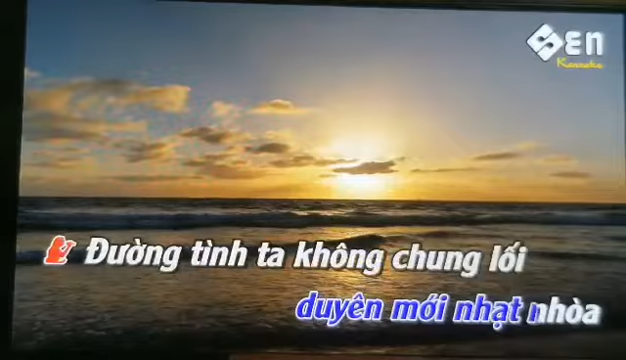 Sen
Karaoke
Đường tình ta không chung lối
duyên mới nhạt nhòa